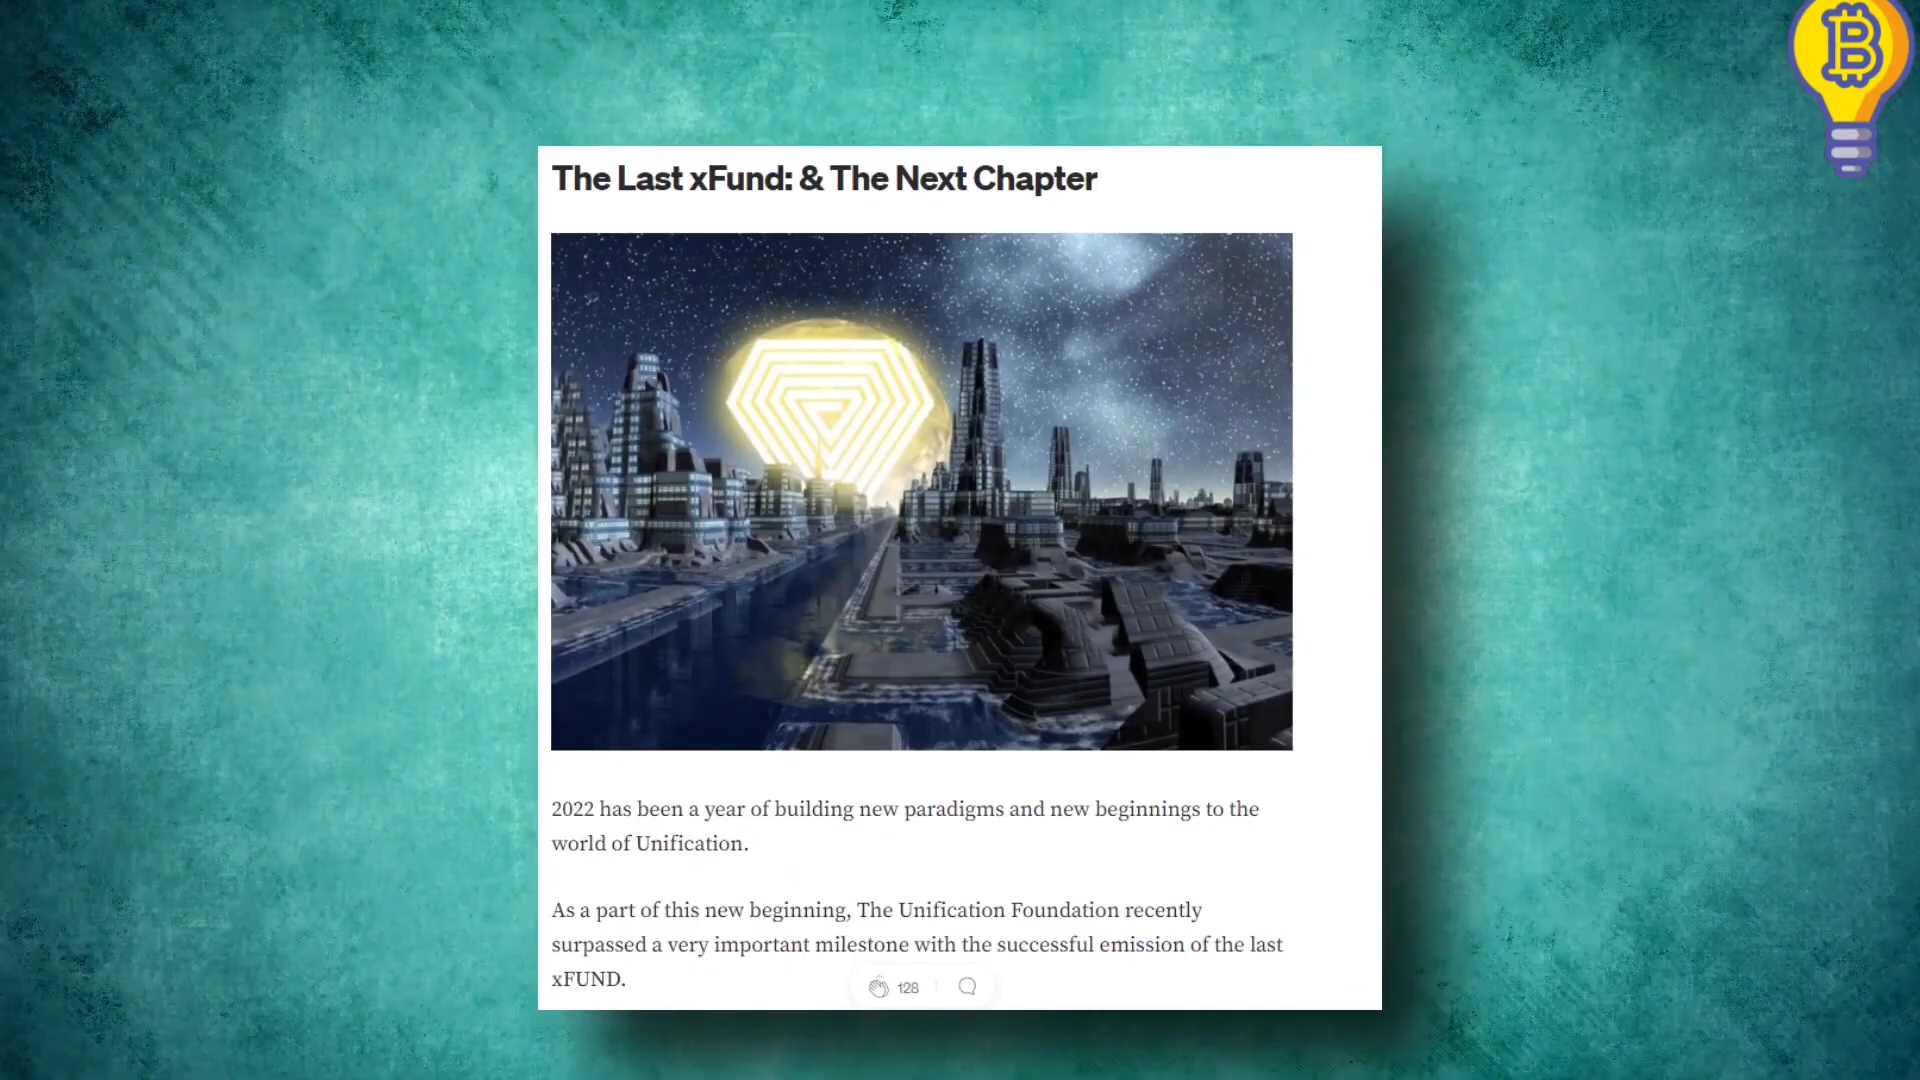 The Last xFund: & The Next Chapter
2022 has been a year of building new paradigms and new beginnings to the
world of Unification.
As a part of this new beginning, The Unification Foundation recently
surpassed a very important milestone with the successful emission of the last
xFUND.
128